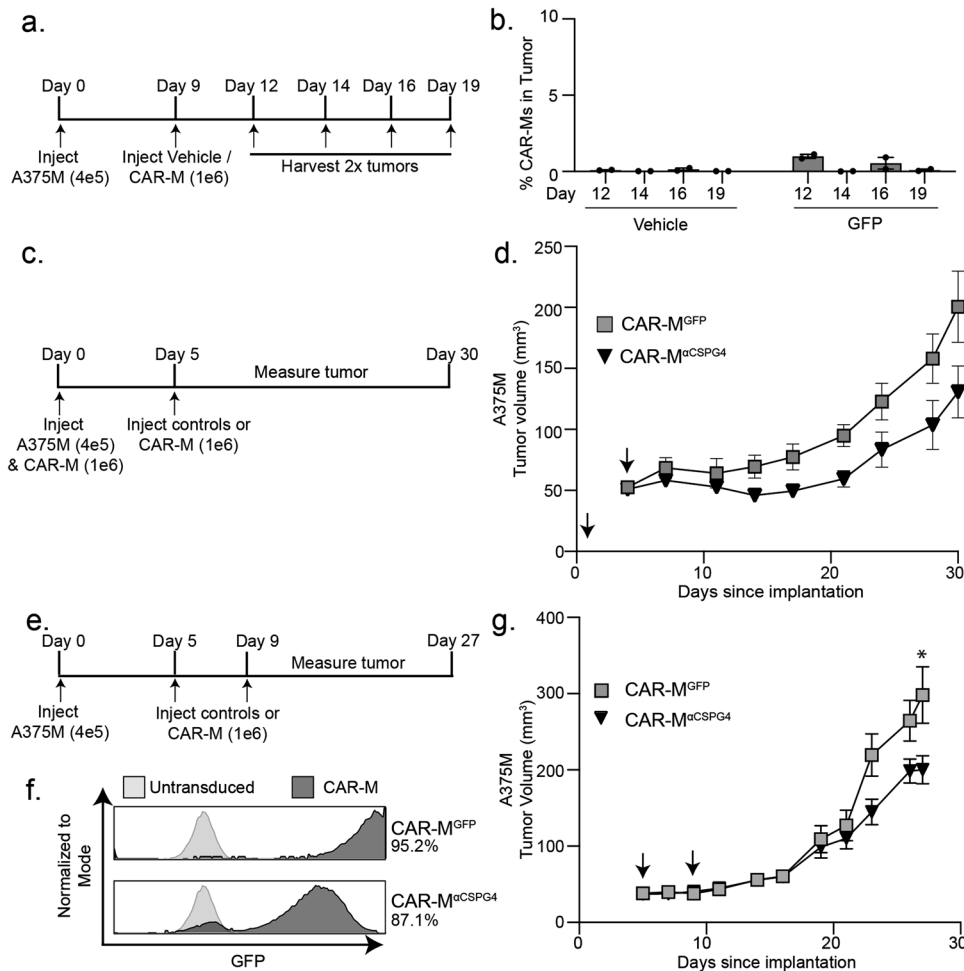 a.
Day 0
Day 9
Day 12
Day 14
Day 16
Day 19
Inject
A375M (4e5)
Inject Vehicle /
CAR-M (1e6)
Harvest 2x tumors
b.
% CAR-Ms in Tumor
10
5
0
Day 12 14 16 19 12 14 16 19
Vehicle
GFP
c.
Day 0
Day 5
Day 30
Measure tumor
Inject
A375M (4e5)
& CAR-M (1e6)
Inject controls or
CAR-M (1e6)
d.
A375M
Tumor volume (mm³)
250
200
150
100
50
0
CAR-Mᴳᶠᴾ
CAR-M^αCSPG4
0 10 20 30
Days since implantation
e.
Day 0
Day 5
Day 9
Day 27
Measure tumor
Inject
A375M (4e5)
Inject controls or
CAR-M (1e6)
f.
Untransduced
CAR-M
Normalized to
Mode
CAR-M^GFP
95.2%
CAR-M^αCSPG4
87.1%
GFP
g.
A375M
Tumor Volume (mm³)
400
300
200
100
0
CAR-M^GFP
CAR-M^αCSPG4
*
0 10 20 30
Days since implantation